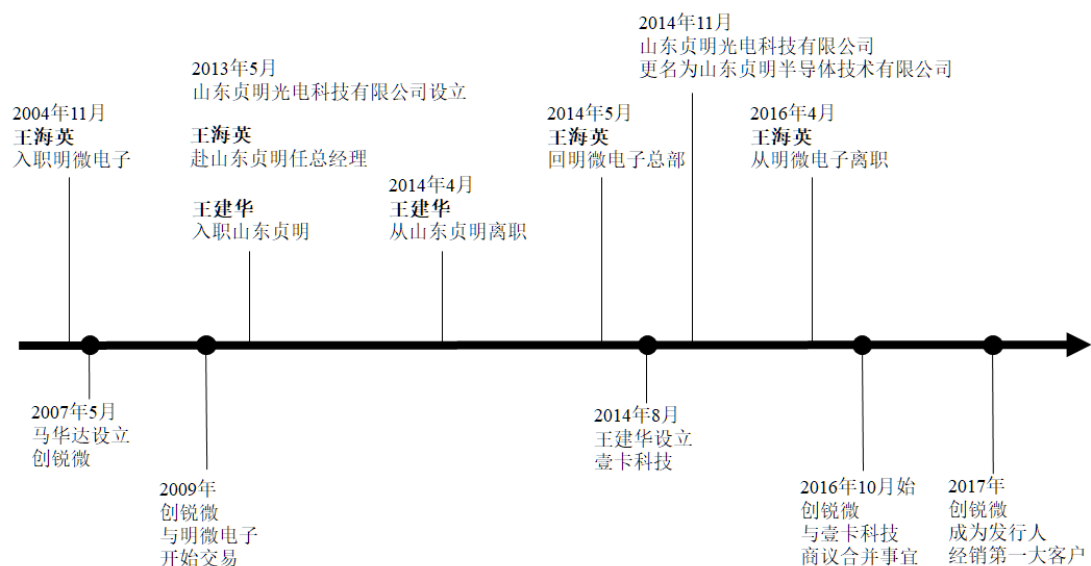 2004年11月
王海英
入职明微电子
2013年5月
山东贞明光电科技有限公司设立
王海英
赴山东贞明任总经理
王建华
入职山东贞明
2014年4月
王建华
从山东贞明离职
2014年5月
王海英
回明微电子总部
2014年11月
山东贞明光电科技有限公司
更名为山东贞明半导体技术有限公司
2016年4月
王海英
从明微电子离职
2007年5月
马华达设立
创锐微
2009年
创锐微
与明微电子
开始交易
2014年8月
王建华设立
壹卡科技
2016年10月始
创锐微
与壹卡科技
商议合并事宜
2017年
创锐微
成为发行人
经销第一大客户